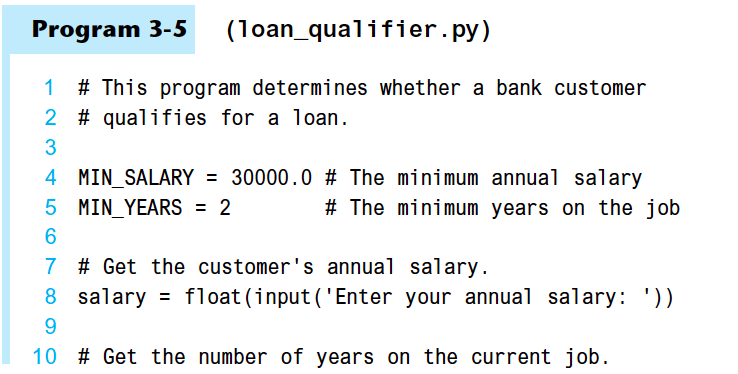 Program 3-5 (loan_qualifier.py)
1 # This program determines whether a bank customer
2 # qualifies for a loan.
3
4 MIN_SALARY = 30000.0 # The minimum annual salary
5 MIN_YEARS = 2 # The minimum years on the job
6
7 # Get the customer's annual salary.
8 salary = float(input('Enter your annual salary: '))
9
10 # Get the number of years on the current job.